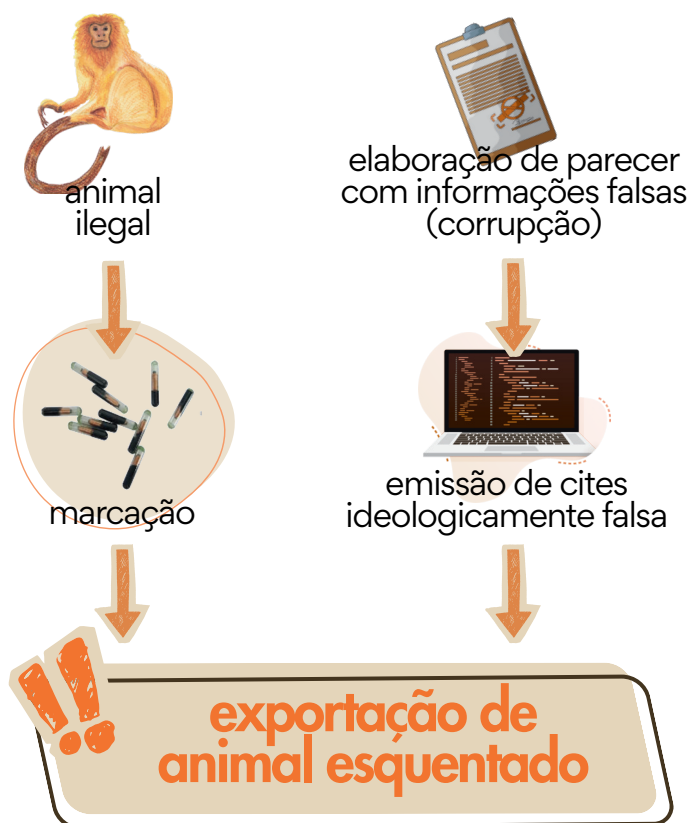 animal
ilegal
elaboração de parecer
com informações falsas
(corrupção)
marcação
emissão de cites
ideologicamente falsa
!!
exportação de
animal esquentado